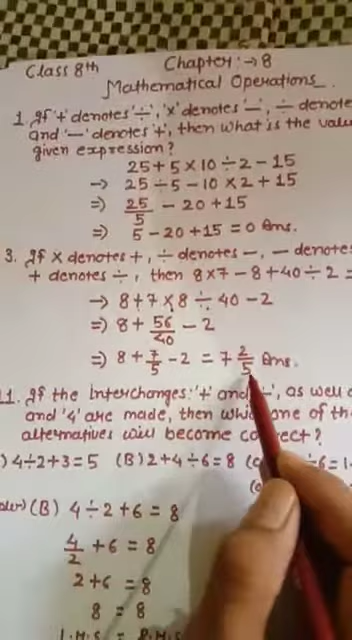 Class 8th Chapter:→8
Mathematical Operations
1. If '+' denotes '÷', 'x' denotes '—', ÷ denote
and '—' denotes '+', then what is the valu
given expression?
25+5×10÷2-15
→ 25÷5-10×2+15
⇒ 25/5 - 20+15
⇒ 5-20+15=0 Ans.
3. If × denotes +, ÷ denotes −, − denotes
+ denotes ÷, then 8×7-8+40÷2=
→ 8+7×8÷40-2
⇒ 8+56/40-2
⇒ 8+7/5-2=7 2/5 Ans.
11. If the Interchanges: '+' and , as well
and '4' are made, then one of th
alternatives will become correct?
) 4÷2+3=5 (B) 2+4÷6=8 ÷6=1
(B) 4÷2+6=8
4/2+6=8
2+6=8
8=8
L.H.S = R.H.S